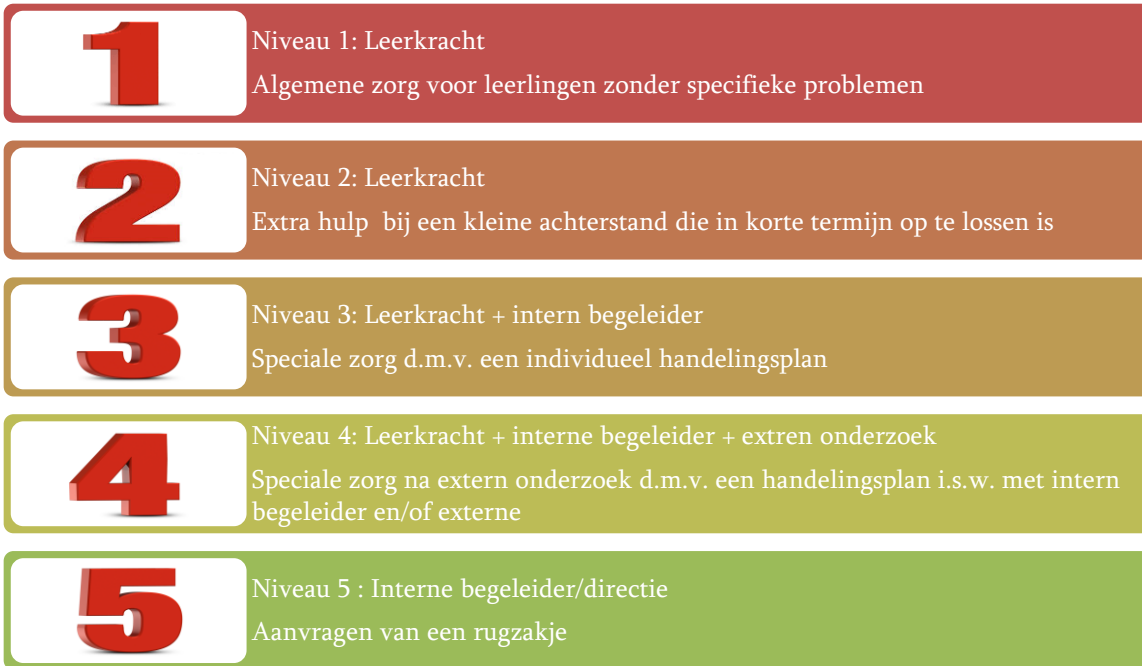 1
Niveau 1: Leerkracht
Algemene zorg voor leerlingen zonder specifieke problemen
2
Niveau 2: Leerkracht
Extra hulp  bij een kleine achterstand die in korte termijn op te lossen is
3
Niveau 3: Leerkracht + intern begeleider
Speciale zorg d.m.v. een individueel handelingsplan
4
Niveau 4: Leerkracht + interne begeleider + extren onderzoek
Speciale zorg na extern onderzoek d.m.v. een handelingsplan i.s.w. met intern
begeleider en/of externe
5
Niveau 5 : Interne begeleider/directie
Aanvragen van een rugzakje